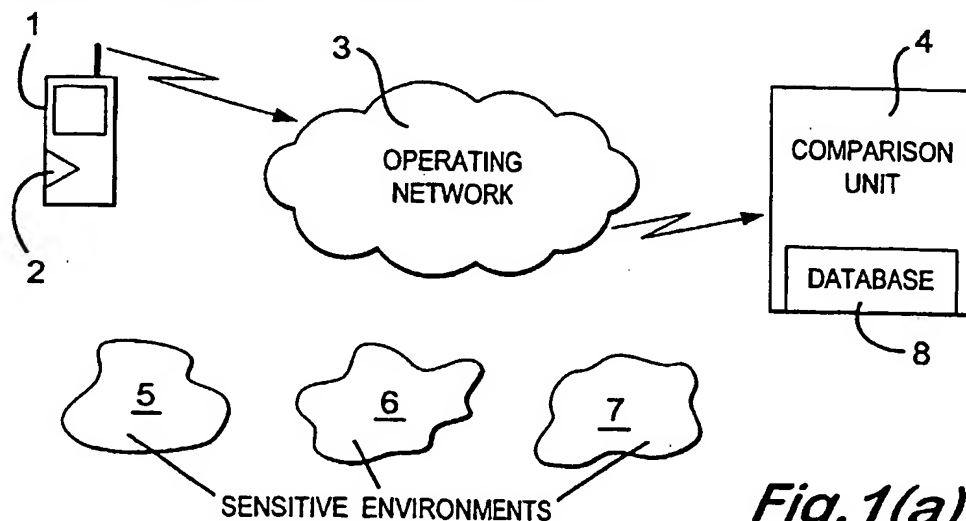 1
3
4
OPERATING
NETWORK
COMPARISON
UNIT
2
DATABASE
8
5
6
7
SENSITIVE ENVIRONMENTS
Fig.1(a)